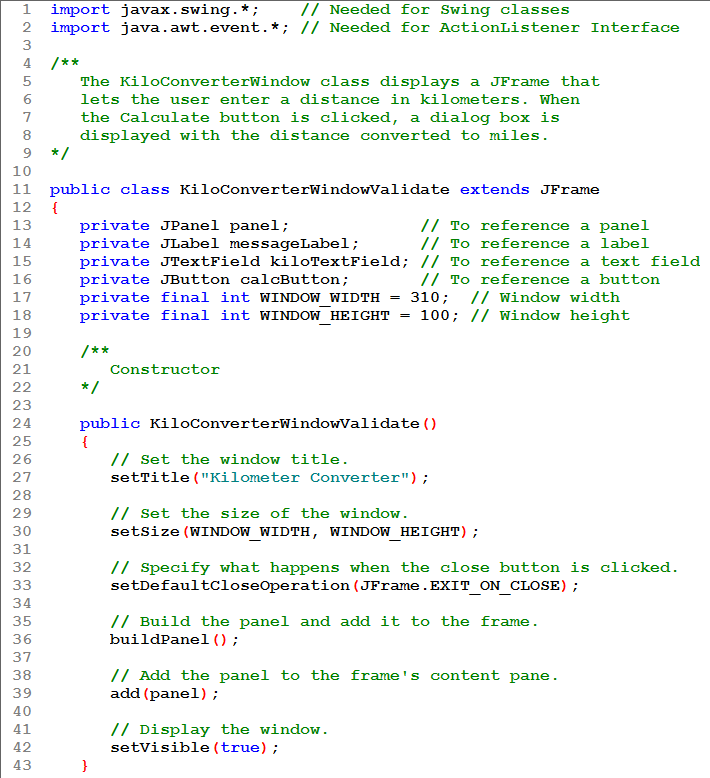 1 import javax.swing.*;    // Needed for Swing classes
2 import java.awt.event.*; // Needed for ActionListener Interface
3
4 /**
5    The KiloConverterWindow class displays a JFrame that
6    lets the user enter a distance in kilometers. When
7    the Calculate button is clicked, a dialog box is
8    displayed with the distance converted to miles.
9 */
10
11 public class KiloConverterWindowValidate extends JFrame
12 {
13    private JPanel panel;             // To reference a panel
14    private JLabel messageLabel;      // To reference a label
15    private JTextField kiloTextField; // To reference a text field
16    private JButton calcButton;       // To reference a button
17    private final int WINDOW_WIDTH = 310;  // Window width
18    private final int WINDOW_HEIGHT = 100; // Window height
19
20    /**
21       Constructor
22    */
23
24    public KiloConverterWindowValidate()
25    {
26       // Set the window title.
27       setTitle("Kilometer Converter");
28
29       // Set the size of the window.
30       setSize(WINDOW_WIDTH, WINDOW_HEIGHT);
31
32       // Specify what happens when the close button is clicked.
33       setDefaultCloseOperation(JFrame.EXIT_ON_CLOSE);
34
35       // Build the panel and add it to the frame.
36       buildPanel();
37
38       // Add the panel to the frame's content pane.
39       add(panel);
40
41       // Display the window.
42       setVisible(true);
43    }